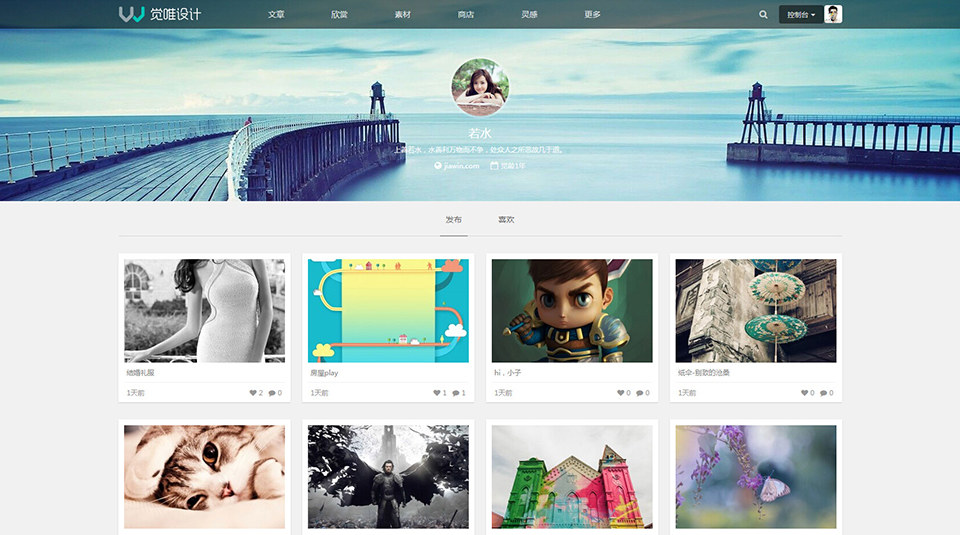 觉唯设计
文章 欣赏 素材 商店 灵感 更多 控制台
若水
上善若水，水善利万物而不争，处众人之所恶故几于道。
jiawin.com 觉龄1年
发布 喜欢
结婚礼服
1天前 2 0
房屋play
1天前 1 1
hi，小子
1天前 0 0
纸伞-别致的沧桑
1天前 0 0